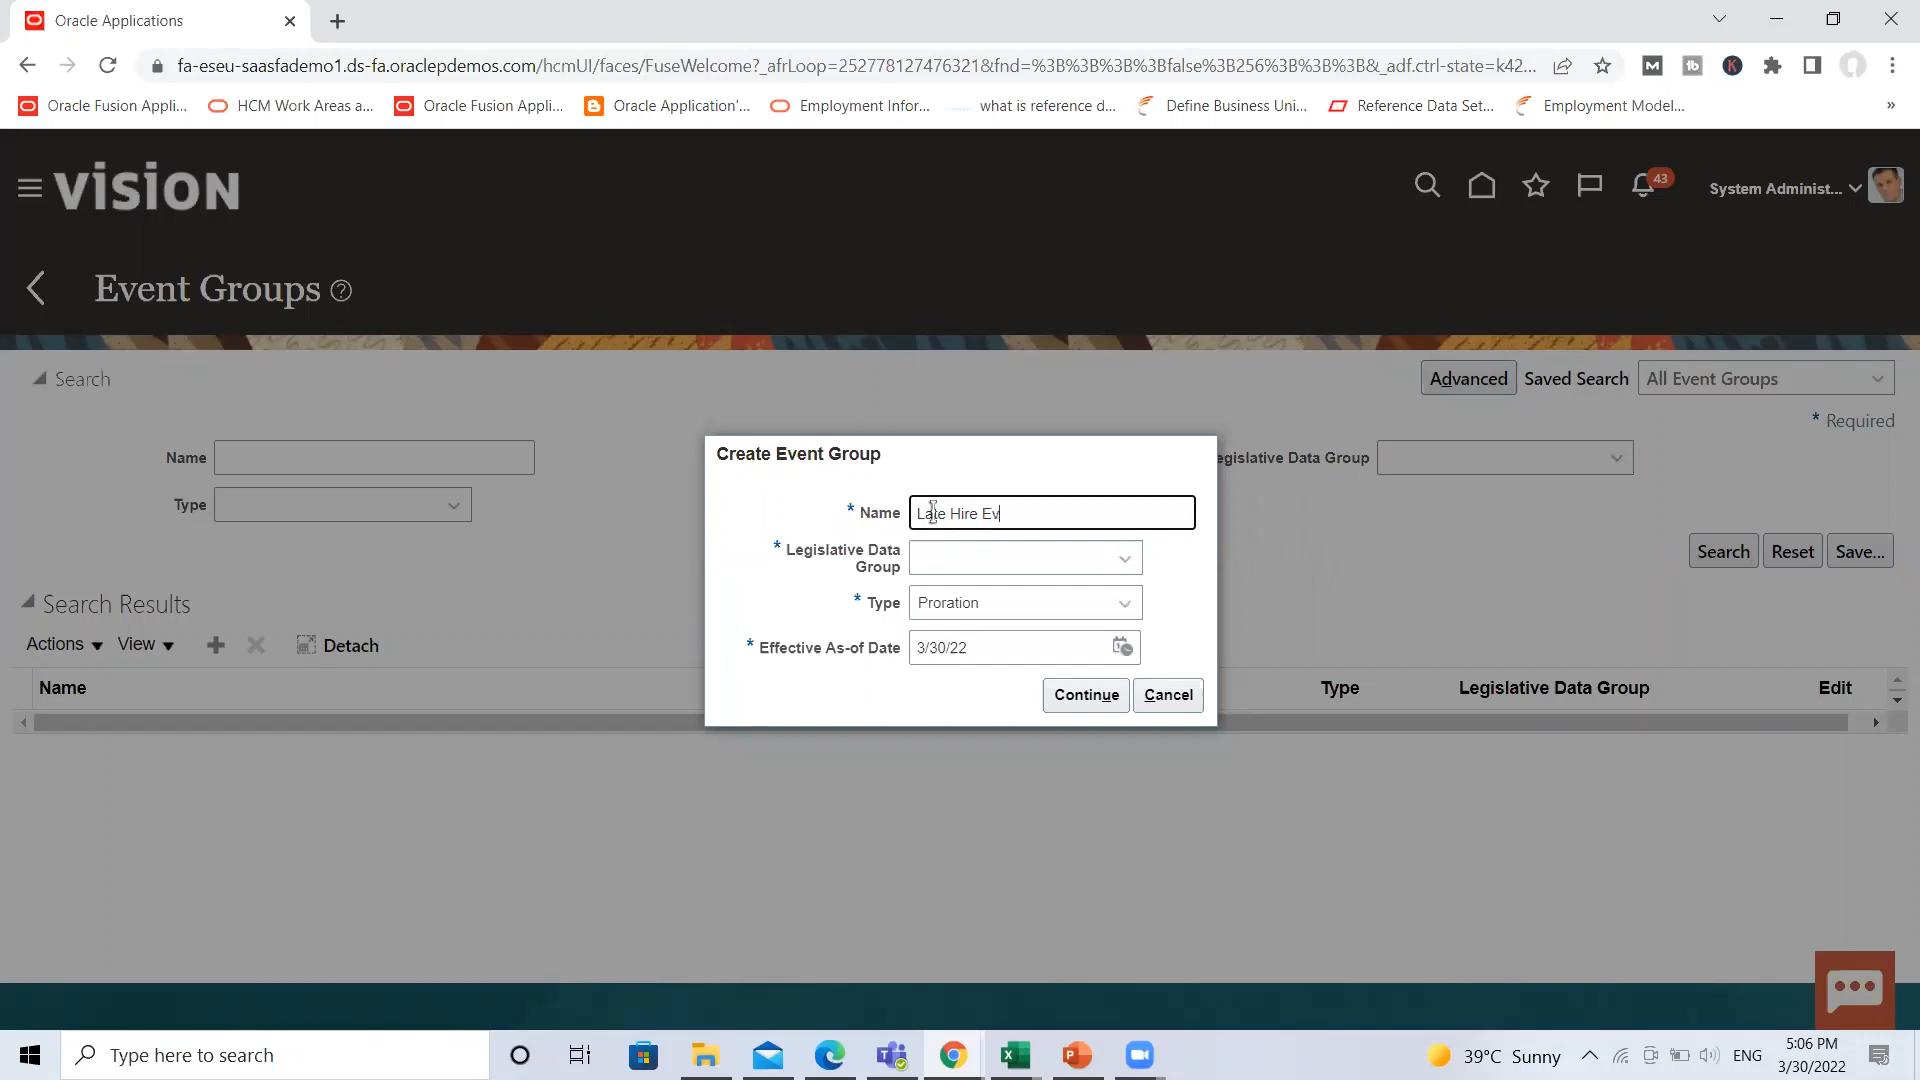 Oracle Applications
fa-eseu-saasfademo1.ds-fa.oraclepdemos.com/hcmUI/faces/FuseWelcome?_afrLoop=252778127476321&fnd=%3B%3B%3B%3Bfalse%3B256%3B%3B%3B&_adf.ctrl-state=k42...
Oracle Fusion Appli... HCM Work Areas a... Oracle Fusion Appli... Oracle Application'... Employment Infor... what is reference d... Define Business Uni... Reference Data Set... Employment Model... »
VISION
43
System Administ...
Event Groups
Search
Advanced Saved Search All Event Groups
* Required
Name
egislative Data Group
Type
Search Reset Save...
Create Event Group
* Name Late Hire Ev
* Legislative Data
Group
* Type Proration
* Effective As-of Date 3/30/22
Continue Cancel
Search Results
Actions View Detach
Name Type Legislative Data Group Edit
Type here to search
39°C Sunny
ENG
5:06 PM
3/30/2022